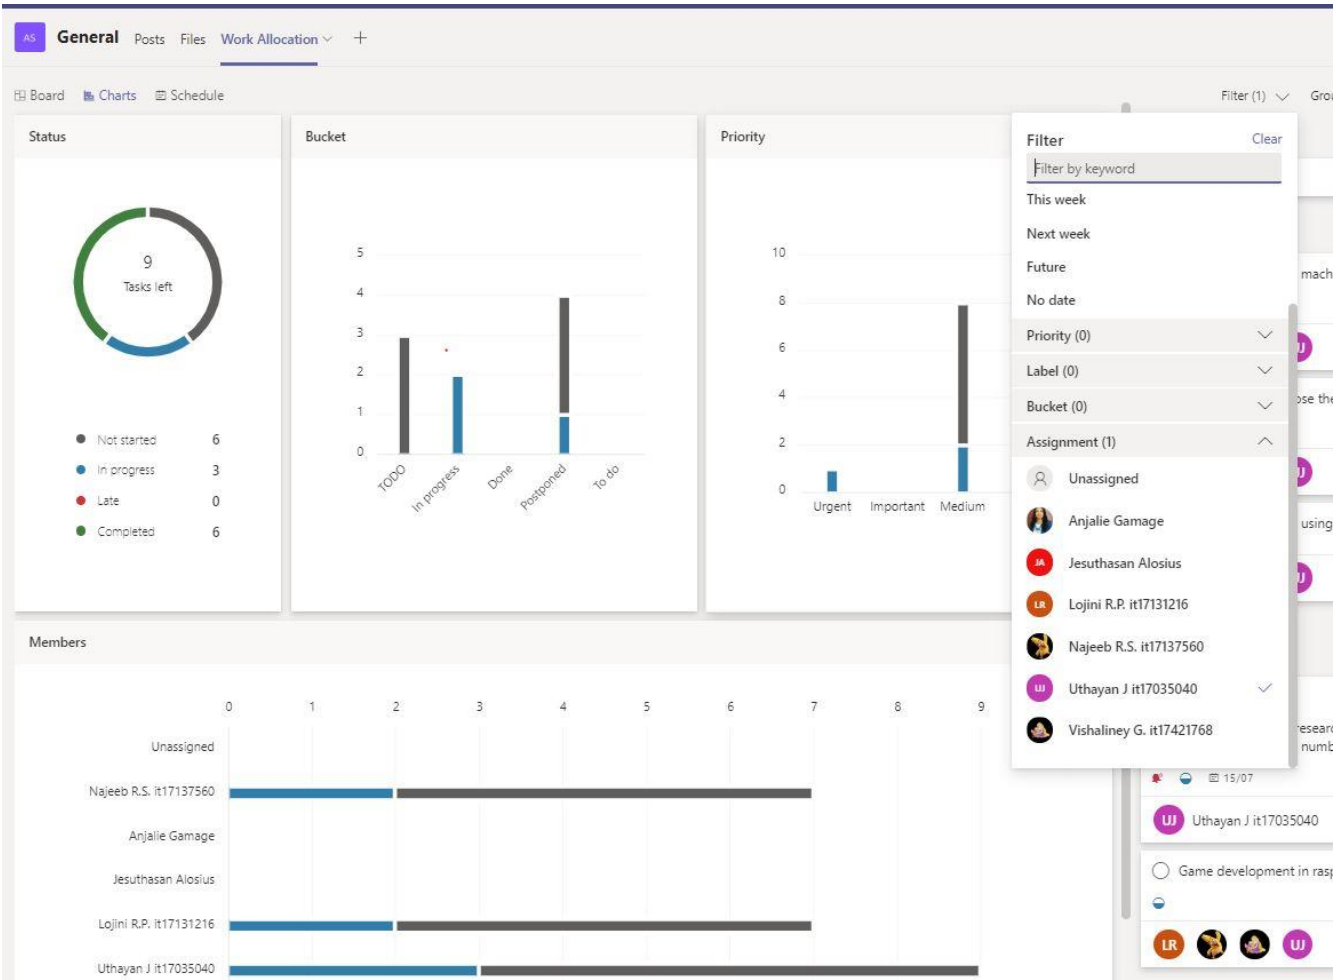 AS General Posts Files Work Allocation
Board Charts Schedule Filter (1)
Status
9
Tasks left
Not started 6
In progress 3
Late 0
Completed 6
Bucket
5
4
3
2
1
0
TODO In progress Done Postponed To do
Priority
10
8
6
4
2
0
Urgent Important Medium
Filter Clear
Filter by keyword
This week
Next week
Future
No date
Priority (0)
Label (0)
Bucket (0)
Assignment (1)
Unassigned
Anjalie Gamage
JA Jesuthasan Alosius
LR Lojini R.P. it17131216
Najeeb R.S. it17137560
UJ Uthayan J it17035040
Vishaliney G. it17421768
Members
0 1 2 3 4 5 6 7 8 9
Unassigned
Najeeb R.S. it17137560
Anjalie Gamage
Jesuthasan Alosius
Lojini R.P. it17131216
Uthayan J it17035040
using
15/07
UJ Uthayan J it17035040
Game development in
LR UJ